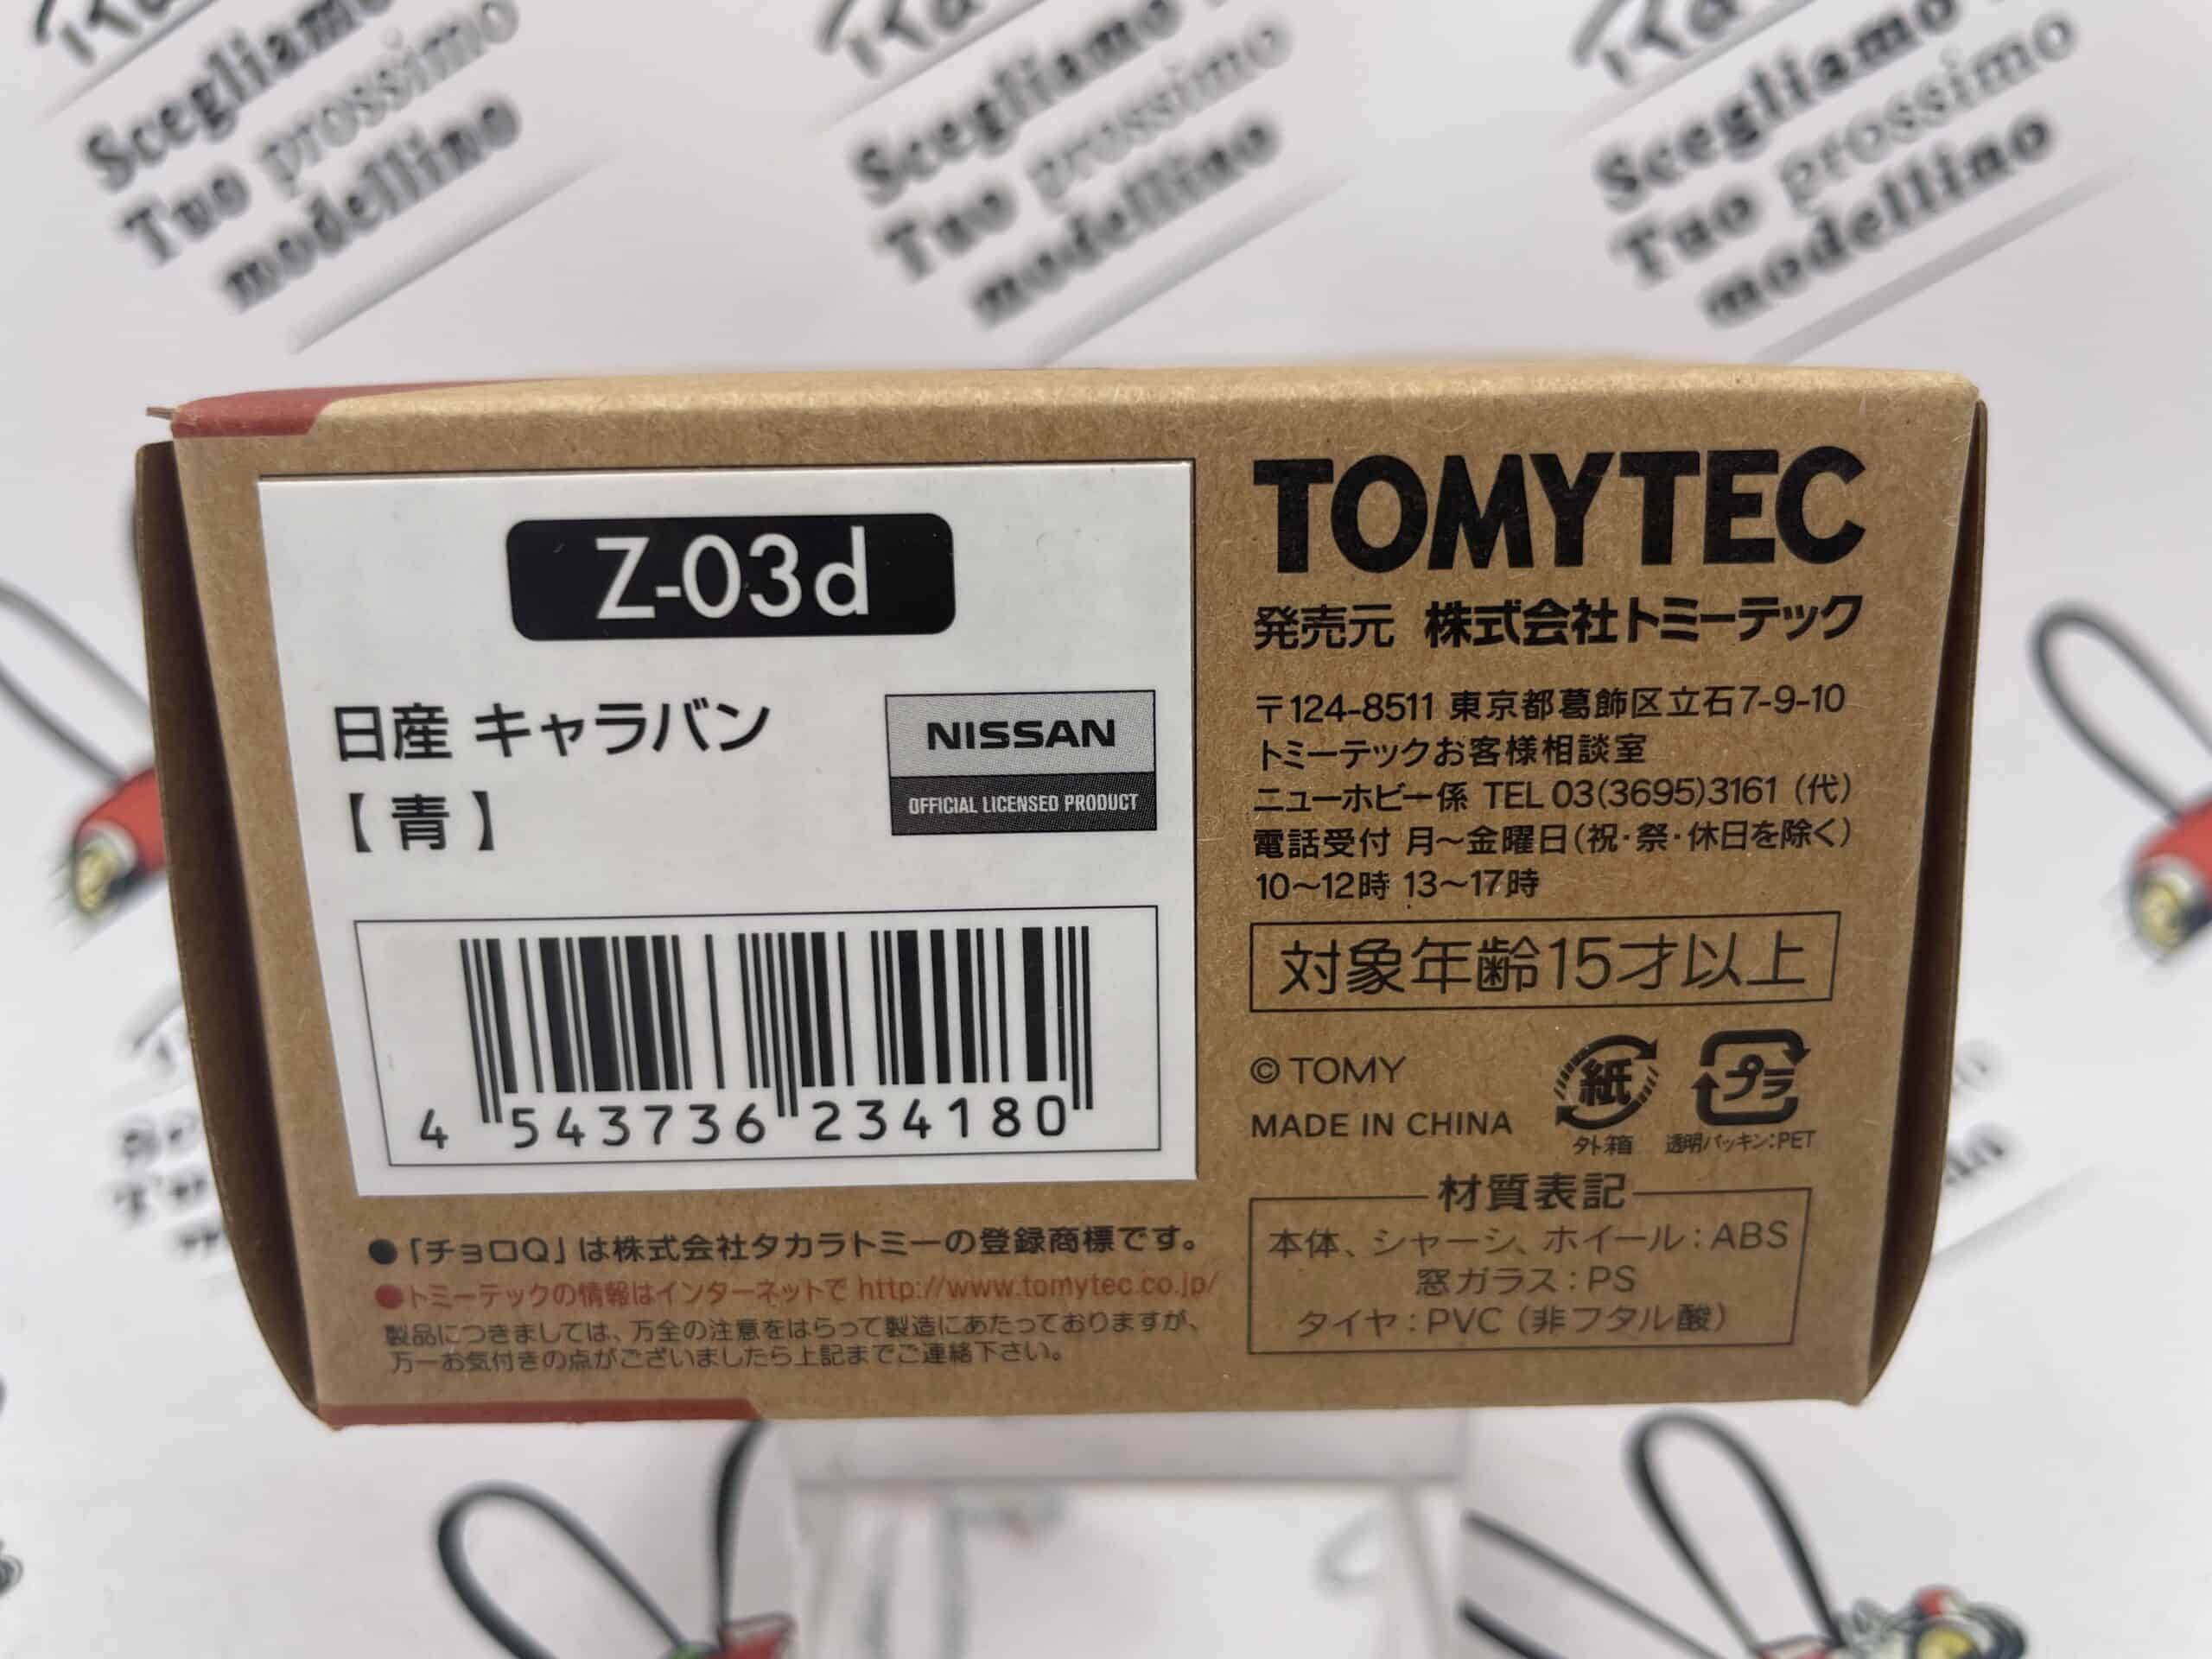 Scegliamo
Tuo prossimo
modellino
Scegliamo
Tuo prossimo
modellino
Scegliamo
Tuo prossimo
modellino
Z-03d
日産 キャラバン
【 青 】
NISSAN
OFFICIAL LICENSED PRODUCT
4 543736 234180
●「チョロQ」は株式会社タカラトミーの登録商標です。
●トミーテックの情報はインターネットで http://www.tomytec.co.jp/
製品につきましては、万全の注意をはらって製造にあたっておりますが、
万一お気付きの点がございましたら上記までご連絡下さい。
TOMYTEC
発売元 株式会社トミーテック
〒124-8511 東京都葛飾区立石7-9-10
トミーテックお客様相談室
ニューホビー係 TEL 03(3695)3161 (代)
電話受付 月〜金曜日(祝・祭・休日を除く)
10〜12時 13〜17時
対象年齢15才以上
© TOMY
MADE IN CHINA
紙
外箱
プラ
透明パッキン:PET
材質表記
本体、シャーシ、ホイール:ABS
窓ガラス:PS
タイヤ:PVC (非フタル酸)